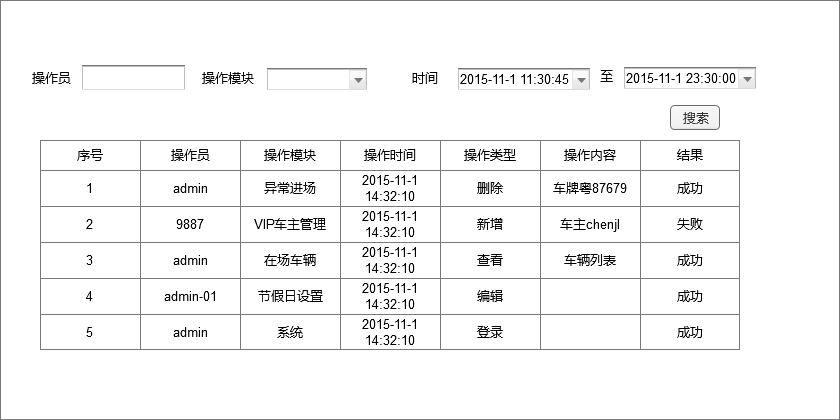 操作员 操作模块 时间 2015-11-1 11:30:45 至 2015-11-1 23:30:00
搜索
序号 操作员 操作模块 操作时间 操作类型 操作内容 结果
1 admin 异常进场 2015-11-1 14:32:10 删除 车牌粤87679 成功
2 9887 VIP车主管理 2015-11-1 14:32:10 新增 车主chenjl 失败
3 admin 在场车辆 2015-11-1 14:32:10 查看 车辆列表 成功
4 admin-01 节假日设置 2015-11-1 14:32:10 编辑 成功
5 admin 系统 2015-11-1 14:32:10 登录 成功